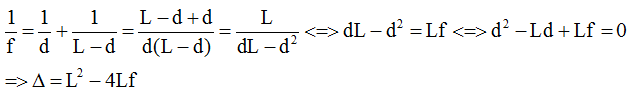 1/f = 1/d + 1/(L−d) = (L−d+d)/(d(L−d)) = L/(dL−d²) <=> dL−d² = Lf <=> d²−Ld+Lf = 0
=> Δ = L²−4Lf